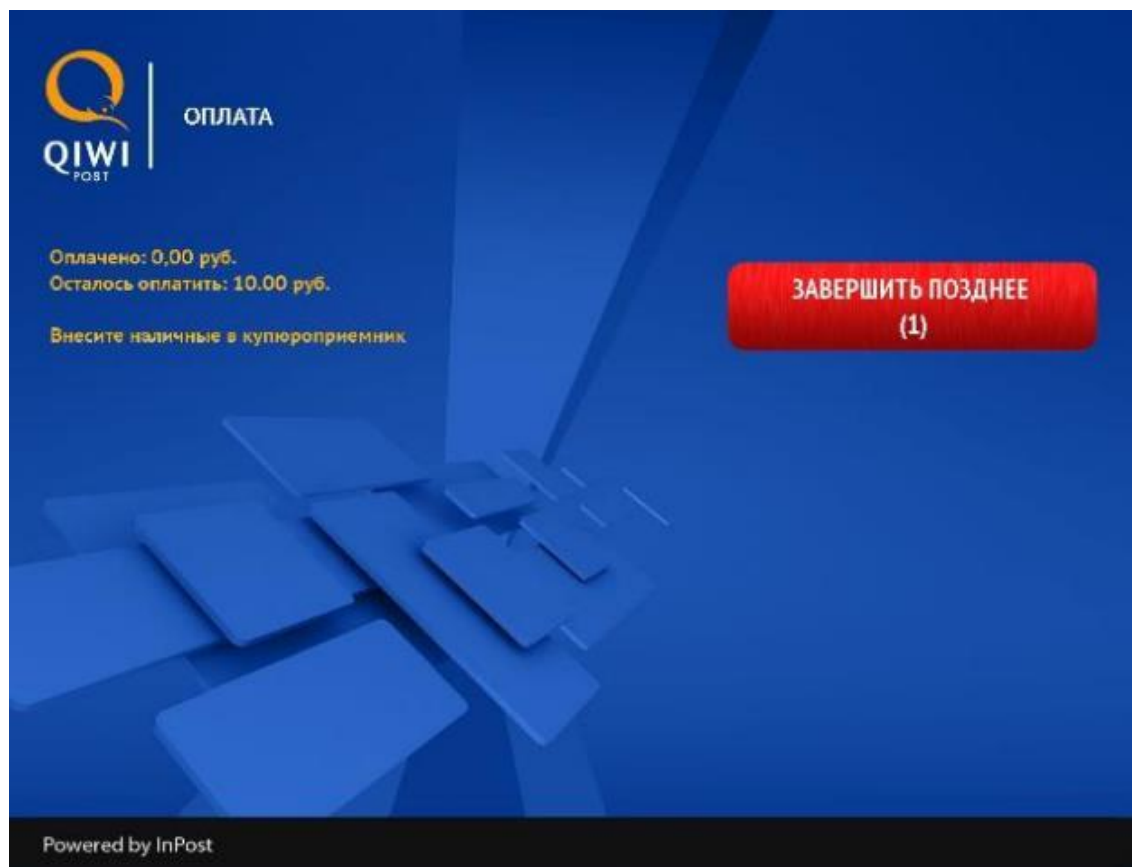 QIWI
POST
ОПЛАТА
Оплачено: 0,00 руб.
Осталось оплатить: 10.00 руб.
Внесите наличные в купюроприемник
ЗАВЕРШИТЬ ПОЗДНЕЕ
(1)
Powered by InPost